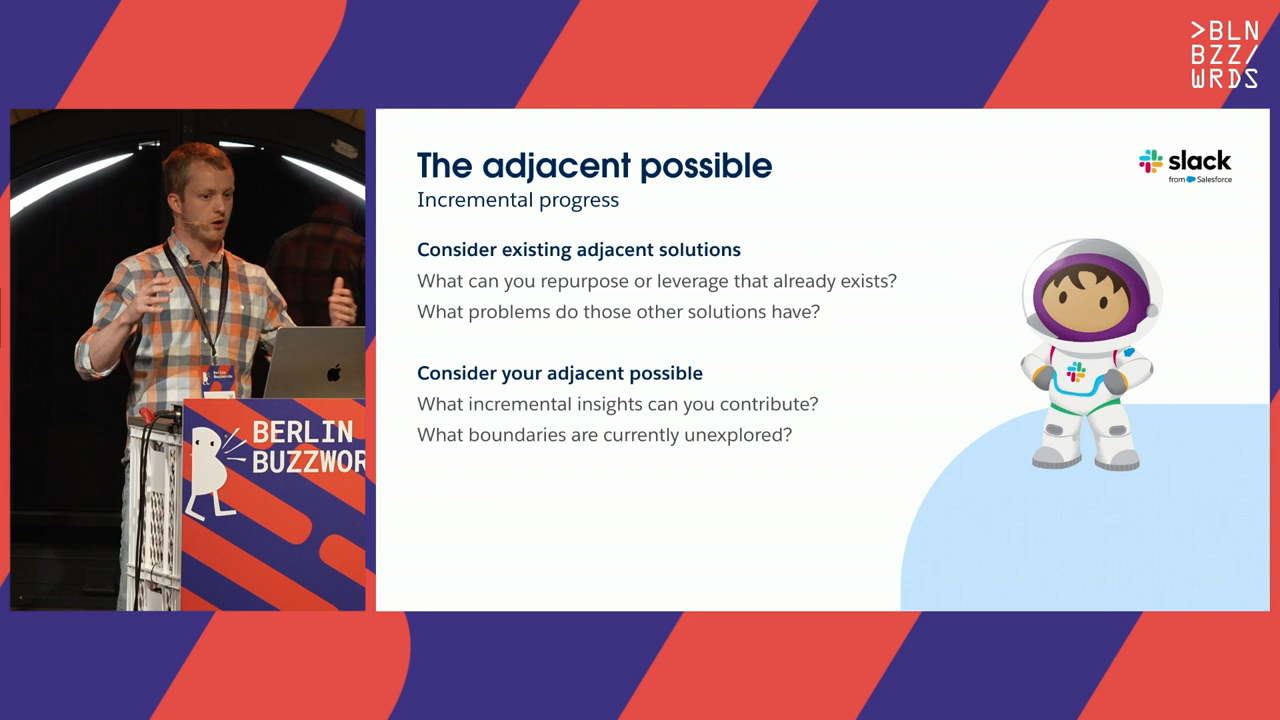 >BLN
BZZ/
WRDS
The adjacent possible
Incremental progress
slack
from Salesforce
Consider existing adjacent solutions
What can you repurpose or leverage that already exists?
What problems do those other solutions have?
Consider your adjacent possible
What incremental insights can you contribute?
What boundaries are currently unexplored?
Berlin
Buzzwords
BERLIN
BUZZWOR